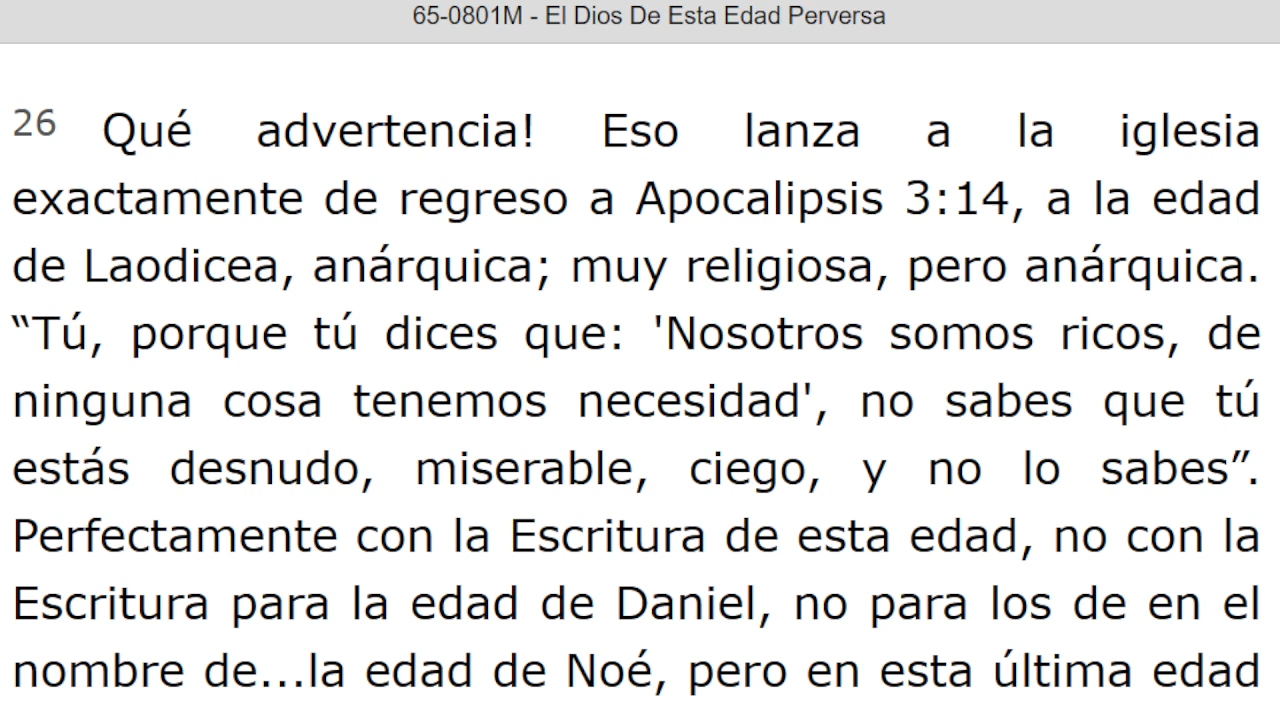 65-0801M - El Dios De Esta Edad Perversa
26 Qué advertencia! Eso lanza a la iglesia
exactamente de regreso a Apocalipsis 3:14, a la edad
de Laodicea, anárquica; muy religiosa, pero anárquica.
“Tú, porque tú dices que: 'Nosotros somos ricos, de
ninguna cosa tenemos necesidad', no sabes que tú
estás desnudo, miserable, ciego, y no lo sabes”.
Perfectamente con la Escritura de esta edad, no con la
Escritura para la edad de Daniel, no para los de en el
nombre de...la edad de Noé, pero en esta última edad